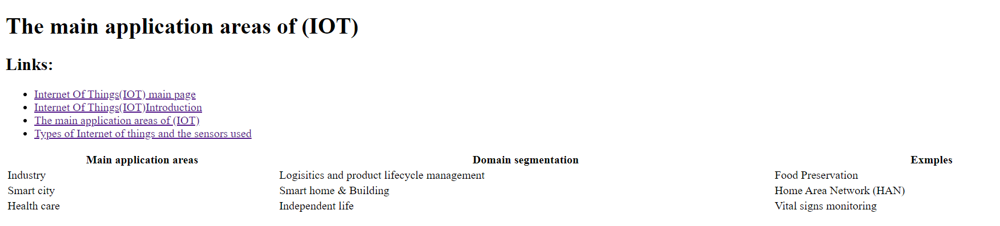 The main application areas of (IOT)
Links:
Internet Of Things(IOT) main page
Internet Of Things(IOT)Introduction
The main application areas of (IOT)
Types of Internet of things and the sensors used
Main application areas Domain segmentation Exmples
Industry Logisitics and product lifecycle management Food Preservation
Smart city Smart home & Building Home Area Network (HAN)
Health care Independent life Vital signs monitoring